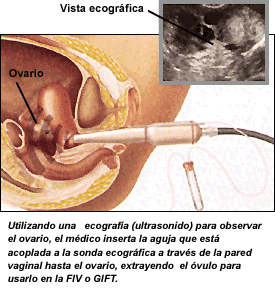 Vista ecográfica
Ovario
Utilizando una ecografía (ultrasonido) para observar
el ovario, el médico inserta la aguja que está
acoplada a la sonda ecográfica a través de la pared
vaginal hasta el ovario, extrayendo el óvulo para
usarlo en la FIV o GIFT.